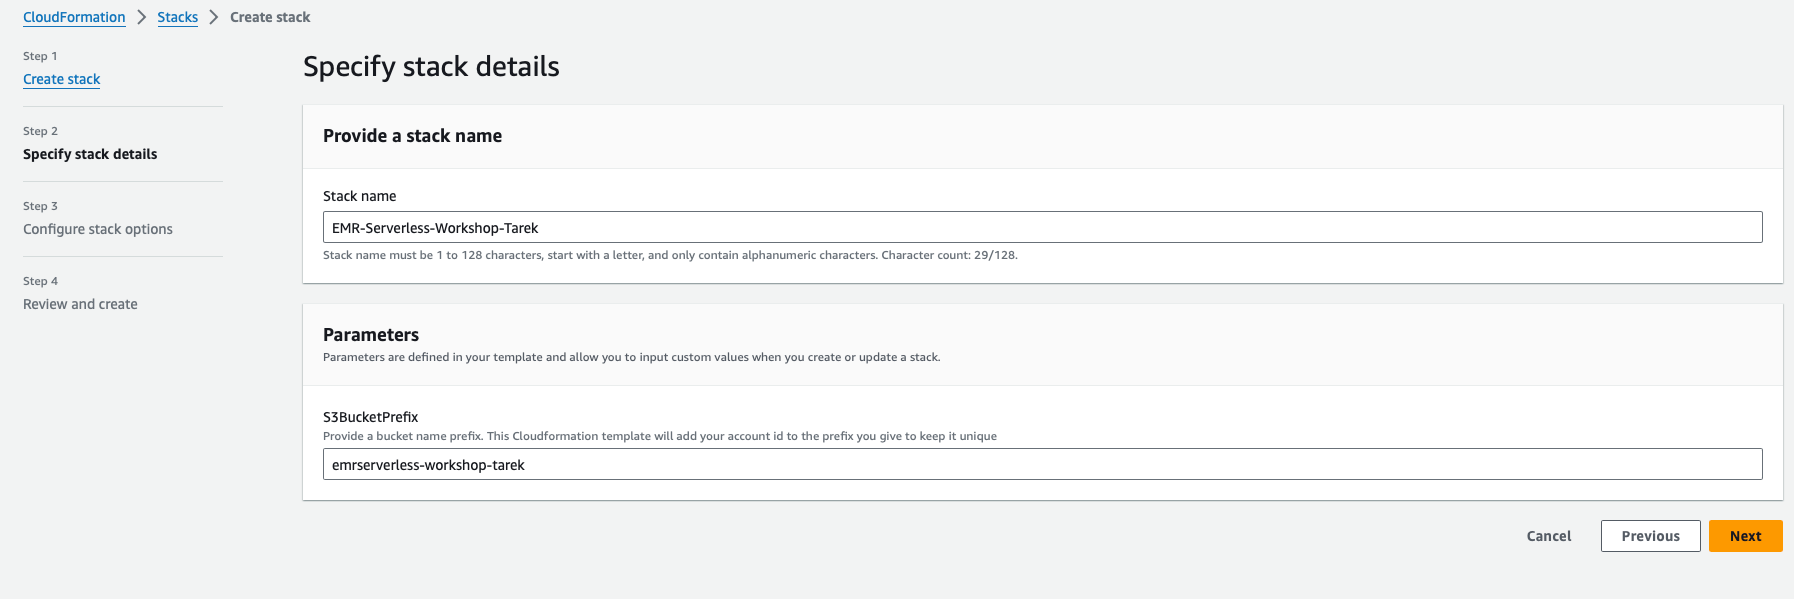 CloudFormation > Stacks > Create stack
Step 1
Create stack
Step 2
Specify stack details
Step 3
Configure stack options
Step 4
Review and create
Specify stack details
Provide a stack name
Stack name
EMR-Serverless-Workshop-Tarek
Stack name must be 1 to 128 characters, start with a letter, and only contain alphanumeric characters. Character count: 29/128.
Parameters
Parameters are defined in your template and allow you to input custom values when you create or update a stack.
S3BucketPrefix
Provide a bucket name prefix. This Cloudformation template will add your account id to the prefix you give to keep it unique
emrserverless-workshop-tarek
Cancel Previous Next